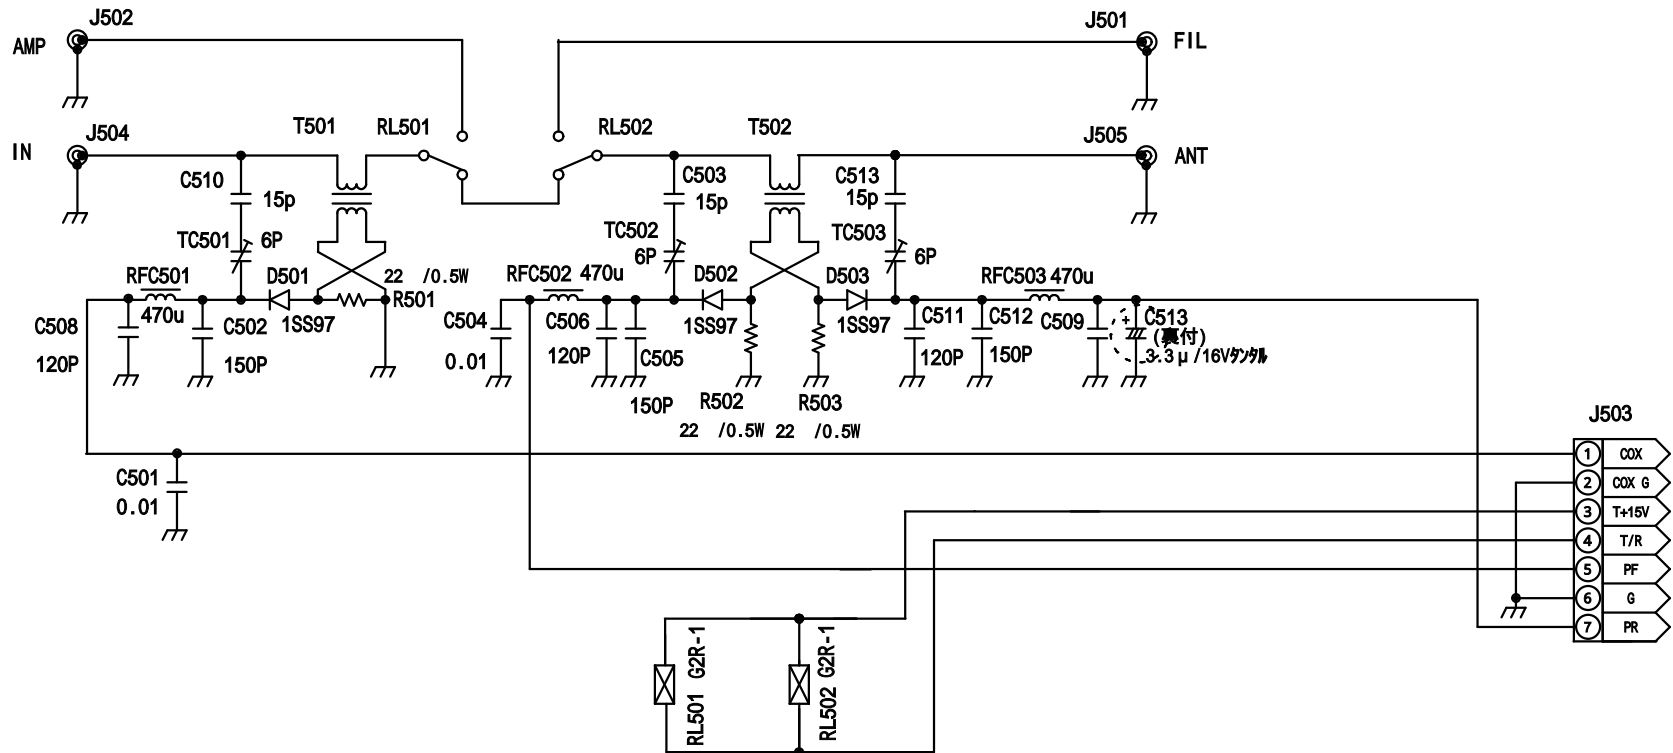 J502
AMP
J501
FIL
J504
IN
T501
RL501
RL502
T502
J505
ANT
C510
15p
C503
15p
C513
15p
TC501
6P
TC502
6P
TC503
6P
RFC501
470u
D501
1SS97
22 /0.5W
R501
RFC502 470u
D502
1SS97
D503
1SS97
RFC503 470u
C508
120P
C502
150P
C504
0.01
C506
120P
C505
150P
C511
120P
C512
150P
C509
+
C513
(裏付)
3.3μ/16Vタンタル
R502
22 /0.5W
R503
22 /0.5W
C501
0.01
J503
1 COX
2 COX G
3 T+15V
4 T/R
5 PF
6 G
7 PR
RL501 G2R-1
RL502 G2R-1